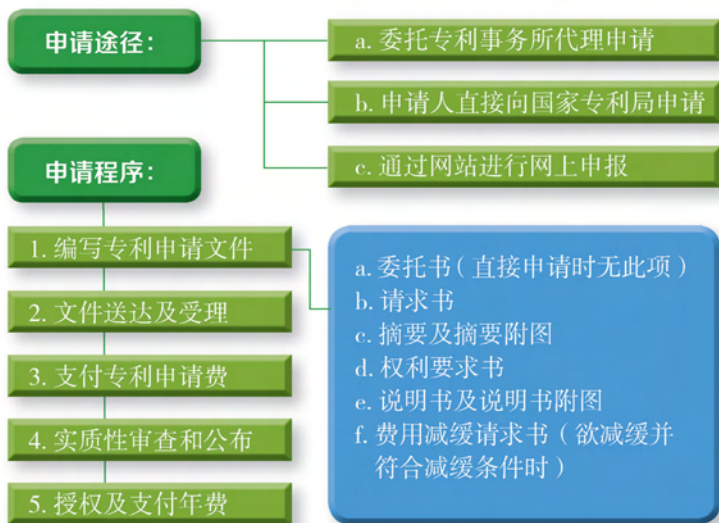 申请途径：
a. 委托专利事务所代理申请
b. 申请人直接向国家专利局申请
c. 通过网站进行网上申报
申请程序：
1. 编写专利申请文件
2. 文件送达及受理
3. 支付专利申请费
4. 实质性审查和公布
5. 授权及支付年费
a. 委托书（直接申请时无此项）
b. 请求书
c. 摘要及摘要附图
d. 权利要求书
e. 说明书及说明书附图
f. 费用减缓请求书（欲减缓并
符合减缓条件时）